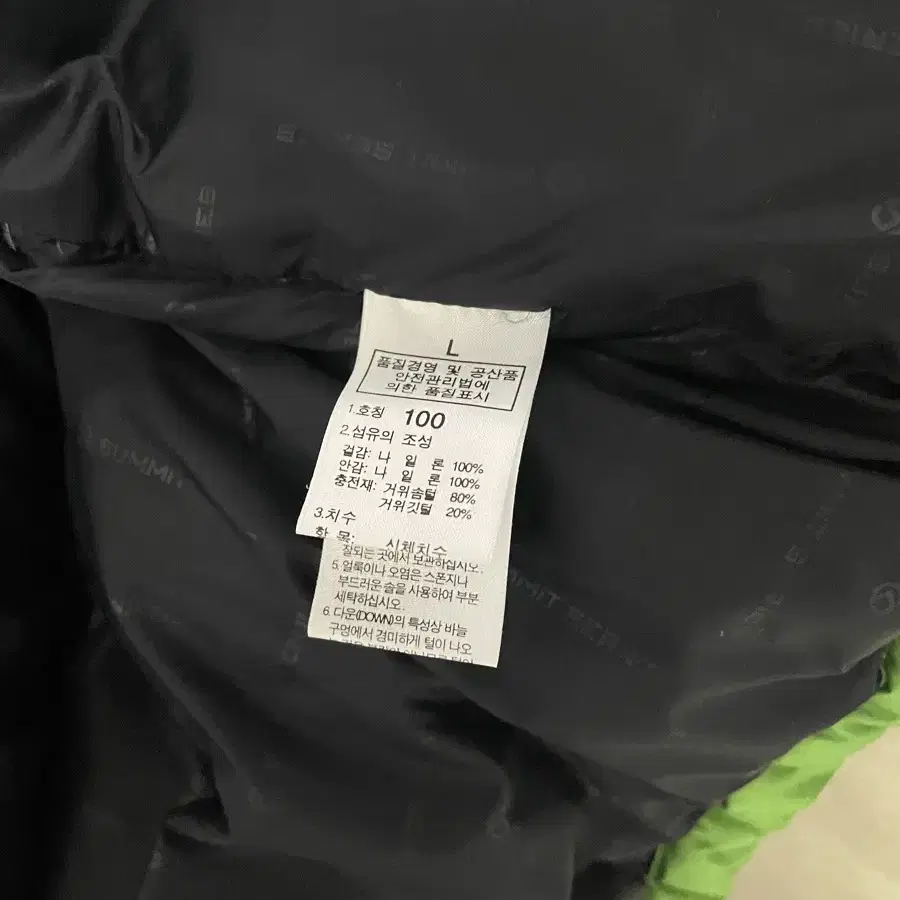 L
품질경영 및 공산품
안전관리법에
의한 품질표시
1.호칭 100
2.섬유의 조성
겉감: 나 일 론 100%
안감: 나 일 론 100%
충전재: 거위솜털 80%
거위깃털 20%
3.치수
항 목: 신체치수
잘되는 곳에서 보관하십시오.
5. 얼룩이나 오염은 스폰지나
부드러운 솔을 사용하여 부분
세탁하십시오.
6. 다운(DOWN)의 특성상 바늘
구멍에서 경미하게 털이 나오
SUMMIT